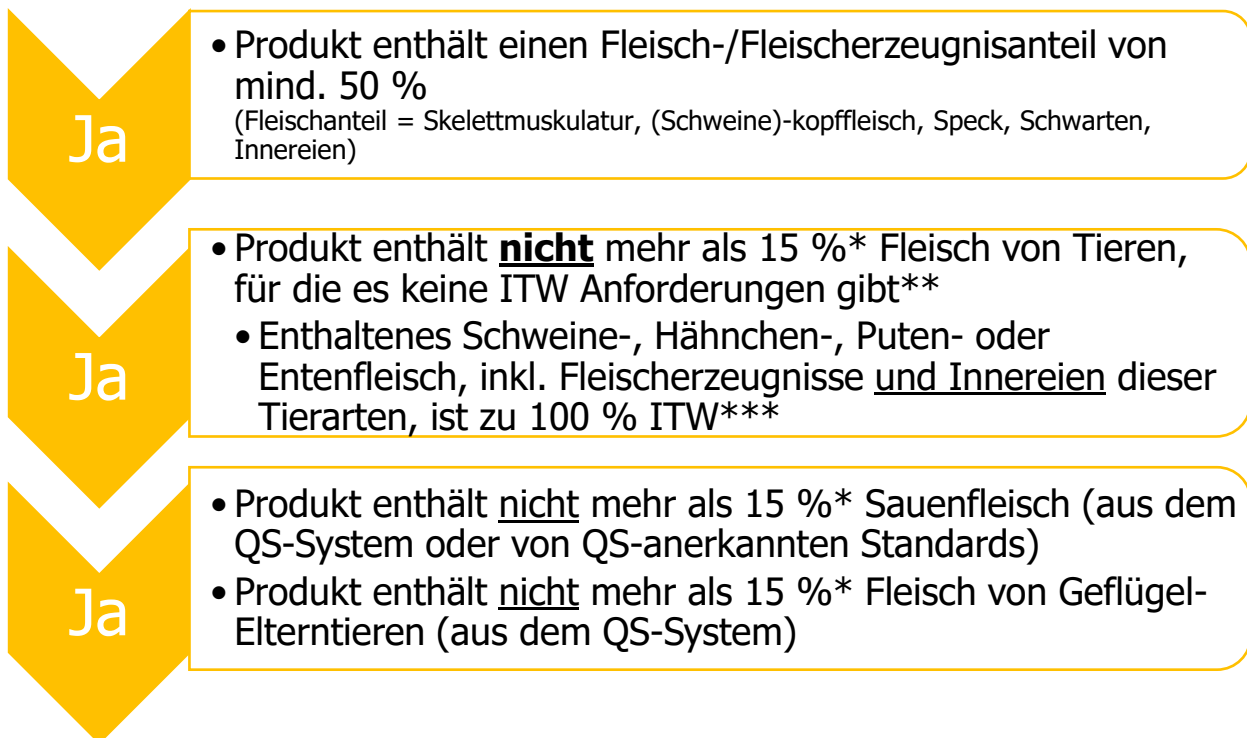 Ja
• Produkt enthält einen Fleisch-/Fleischerzeugnisanteil von
mind. 50 %
(Fleischanteil = Skelettmuskulatur, (Schweine)-kopffleisch, Speck, Schwarten,
Innereien)
Ja
• Produkt enthält nicht mehr als 15 %* Fleisch von Tieren,
für die es keine ITW Anforderungen gibt**
• Enthaltenes Schweine-, Hähnchen-, Puten- oder
Entenfleisch, inkl. Fleischerzeugnisse und Innereien dieser
Tierarten, ist zu 100 % ITW***
Ja
• Produkt enthält nicht mehr als 15 %* Sauenfleisch (aus dem
QS-System oder von QS-anerkannten Standards)
• Produkt enthält nicht mehr als 15 %* Fleisch von Geflügel-
Elterntieren (aus dem QS-System)